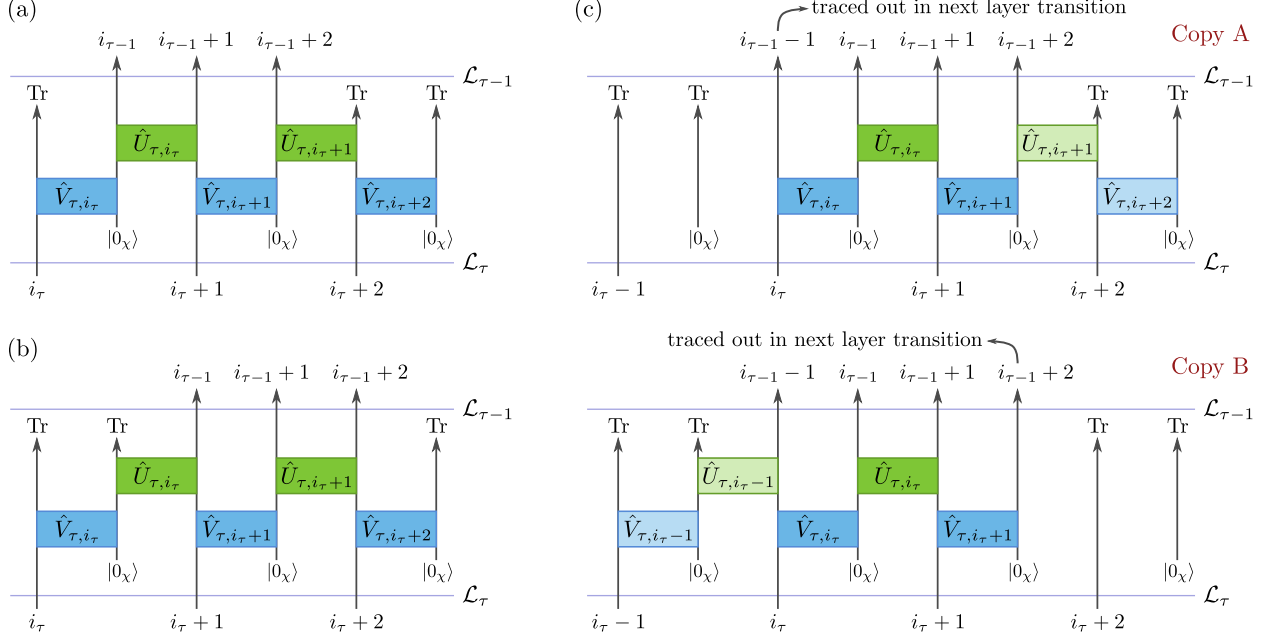 (a)
i_{τ−1} i_{τ−1} + 1 i_{τ−1} + 2
ℒ_{τ−1}
Tr Tr Tr
Û_{τ,i_τ} Û_{τ,i_τ+1}
V̂_{τ,i_τ} V̂_{τ,i_τ+1} V̂_{τ,i_τ+2}
|0_χ⟩ |0_χ⟩ |0_χ⟩
ℒ_τ
i_τ i_τ + 1 i_τ + 2
(b)
i_{τ−1} i_{τ−1} + 1 i_{τ−1} + 2
ℒ_{τ−1}
Tr Tr Tr
Û_{τ,i_τ} Û_{τ,i_τ+1}
V̂_{τ,i_τ} V̂_{τ,i_τ+1} V̂_{τ,i_τ+2}
|0_χ⟩ |0_χ⟩ |0_χ⟩
ℒ_τ
i_τ i_τ + 1 i_τ + 2
(c)
traced out in next layer transition
Copy A
i_{τ−1} − 1 i_{τ−1} i_{τ−1} + 1 i_{τ−1} + 2
ℒ_{τ−1}
Tr Tr Tr Tr
Û_{τ,i_τ} Û_{τ,i_τ+1}
V̂_{τ,i_τ} V̂_{τ,i_τ+1} V̂_{τ,i_τ+2}
|0_χ⟩ |0_χ⟩ |0_χ⟩ |0_χ⟩
ℒ_τ
i_τ − 1 i_τ i_τ + 1 i_τ + 2
traced out in next layer transition
Copy B
i_{τ−1} − 1 i_{τ−1} i_{τ−1} + 1 i_{τ−1} + 2
ℒ_{τ−1}
Tr Tr Tr Tr
Û_{τ,i_τ−1} Û_{τ,i_τ}
V̂_{τ,i_τ−1} V̂_{τ,i_τ} V̂_{τ,i_τ+1}
|0_χ⟩ |0_χ⟩ |0_χ⟩ |0_χ⟩
ℒ_τ
i_τ − 1 i_τ i_τ + 1 i_τ + 2